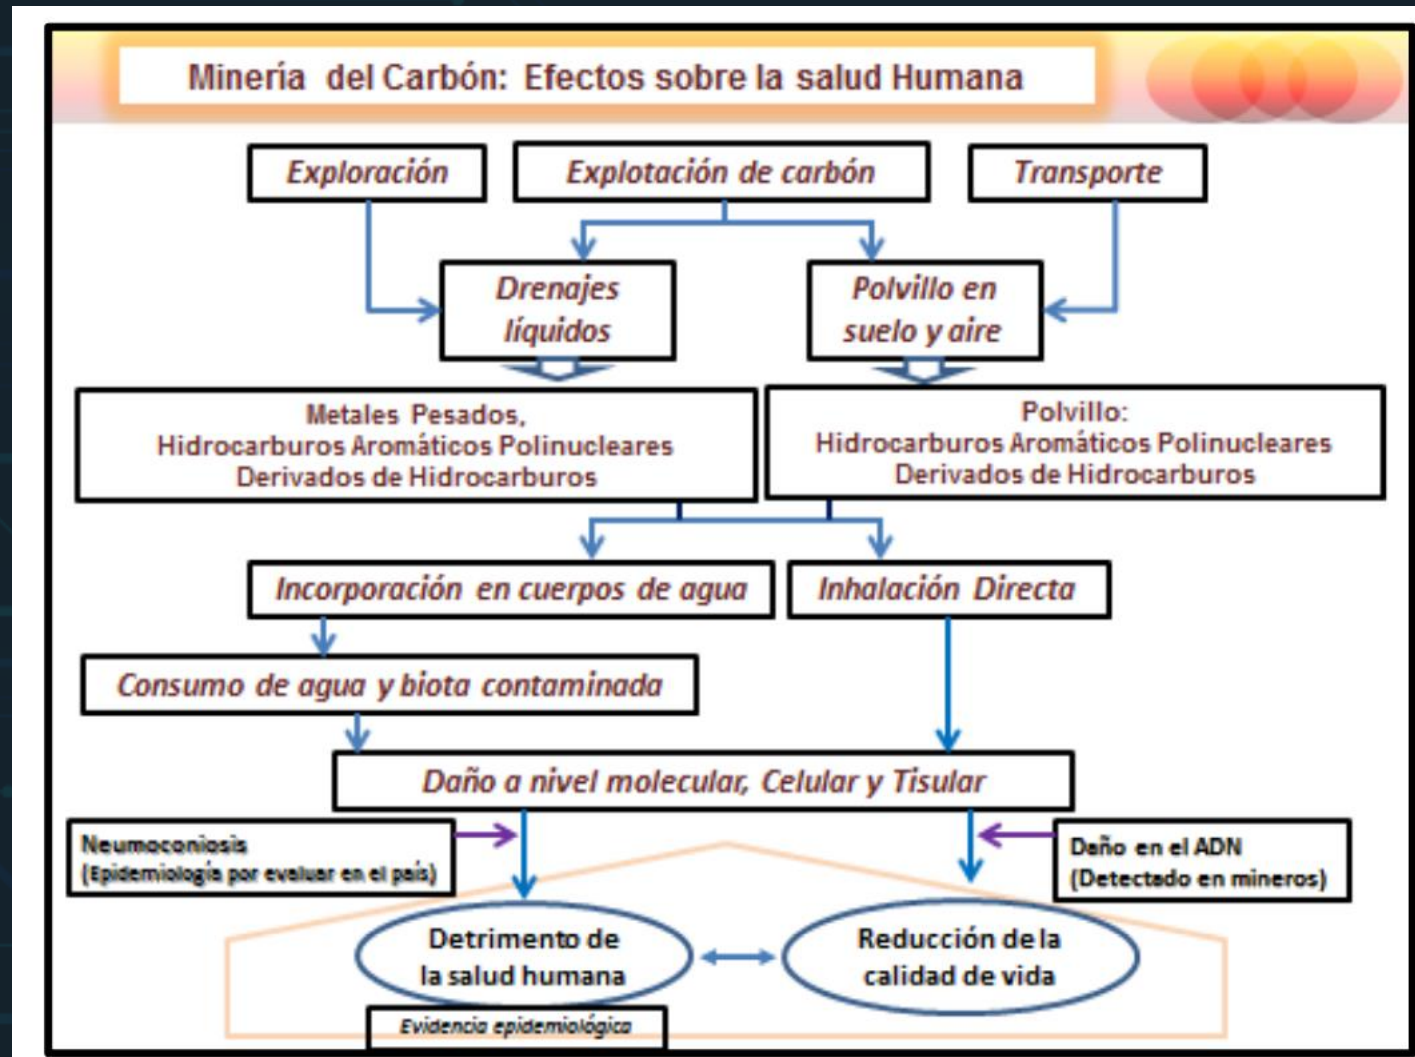 Minería del Carbón: Efectos sobre la salud Humana
Exploración
Explotación de carbón
Transporte
Drenajes
líquidos
Polvillo en
suelo y aire
Metales Pesados,
Hidrocarburos Aromáticos Polinucleares
Derivados de Hidrocarburos
Polvillo:
Hidrocarburos Aromáticos Polinucleares
Derivados de Hidrocarburos
Incorporación en cuerpos de agua
Inhalación Directa
Consumo de agua y biota contaminada
Daño a nivel molecular, Celular y Tisular
Neumoconiosis
(Epidemiología por evaluar en el país)
Daño en el ADN
(Detectado en mineros)
Detrimento de
la salud humana
Reducción de la
calidad de vida
Evidencia epidemiológica